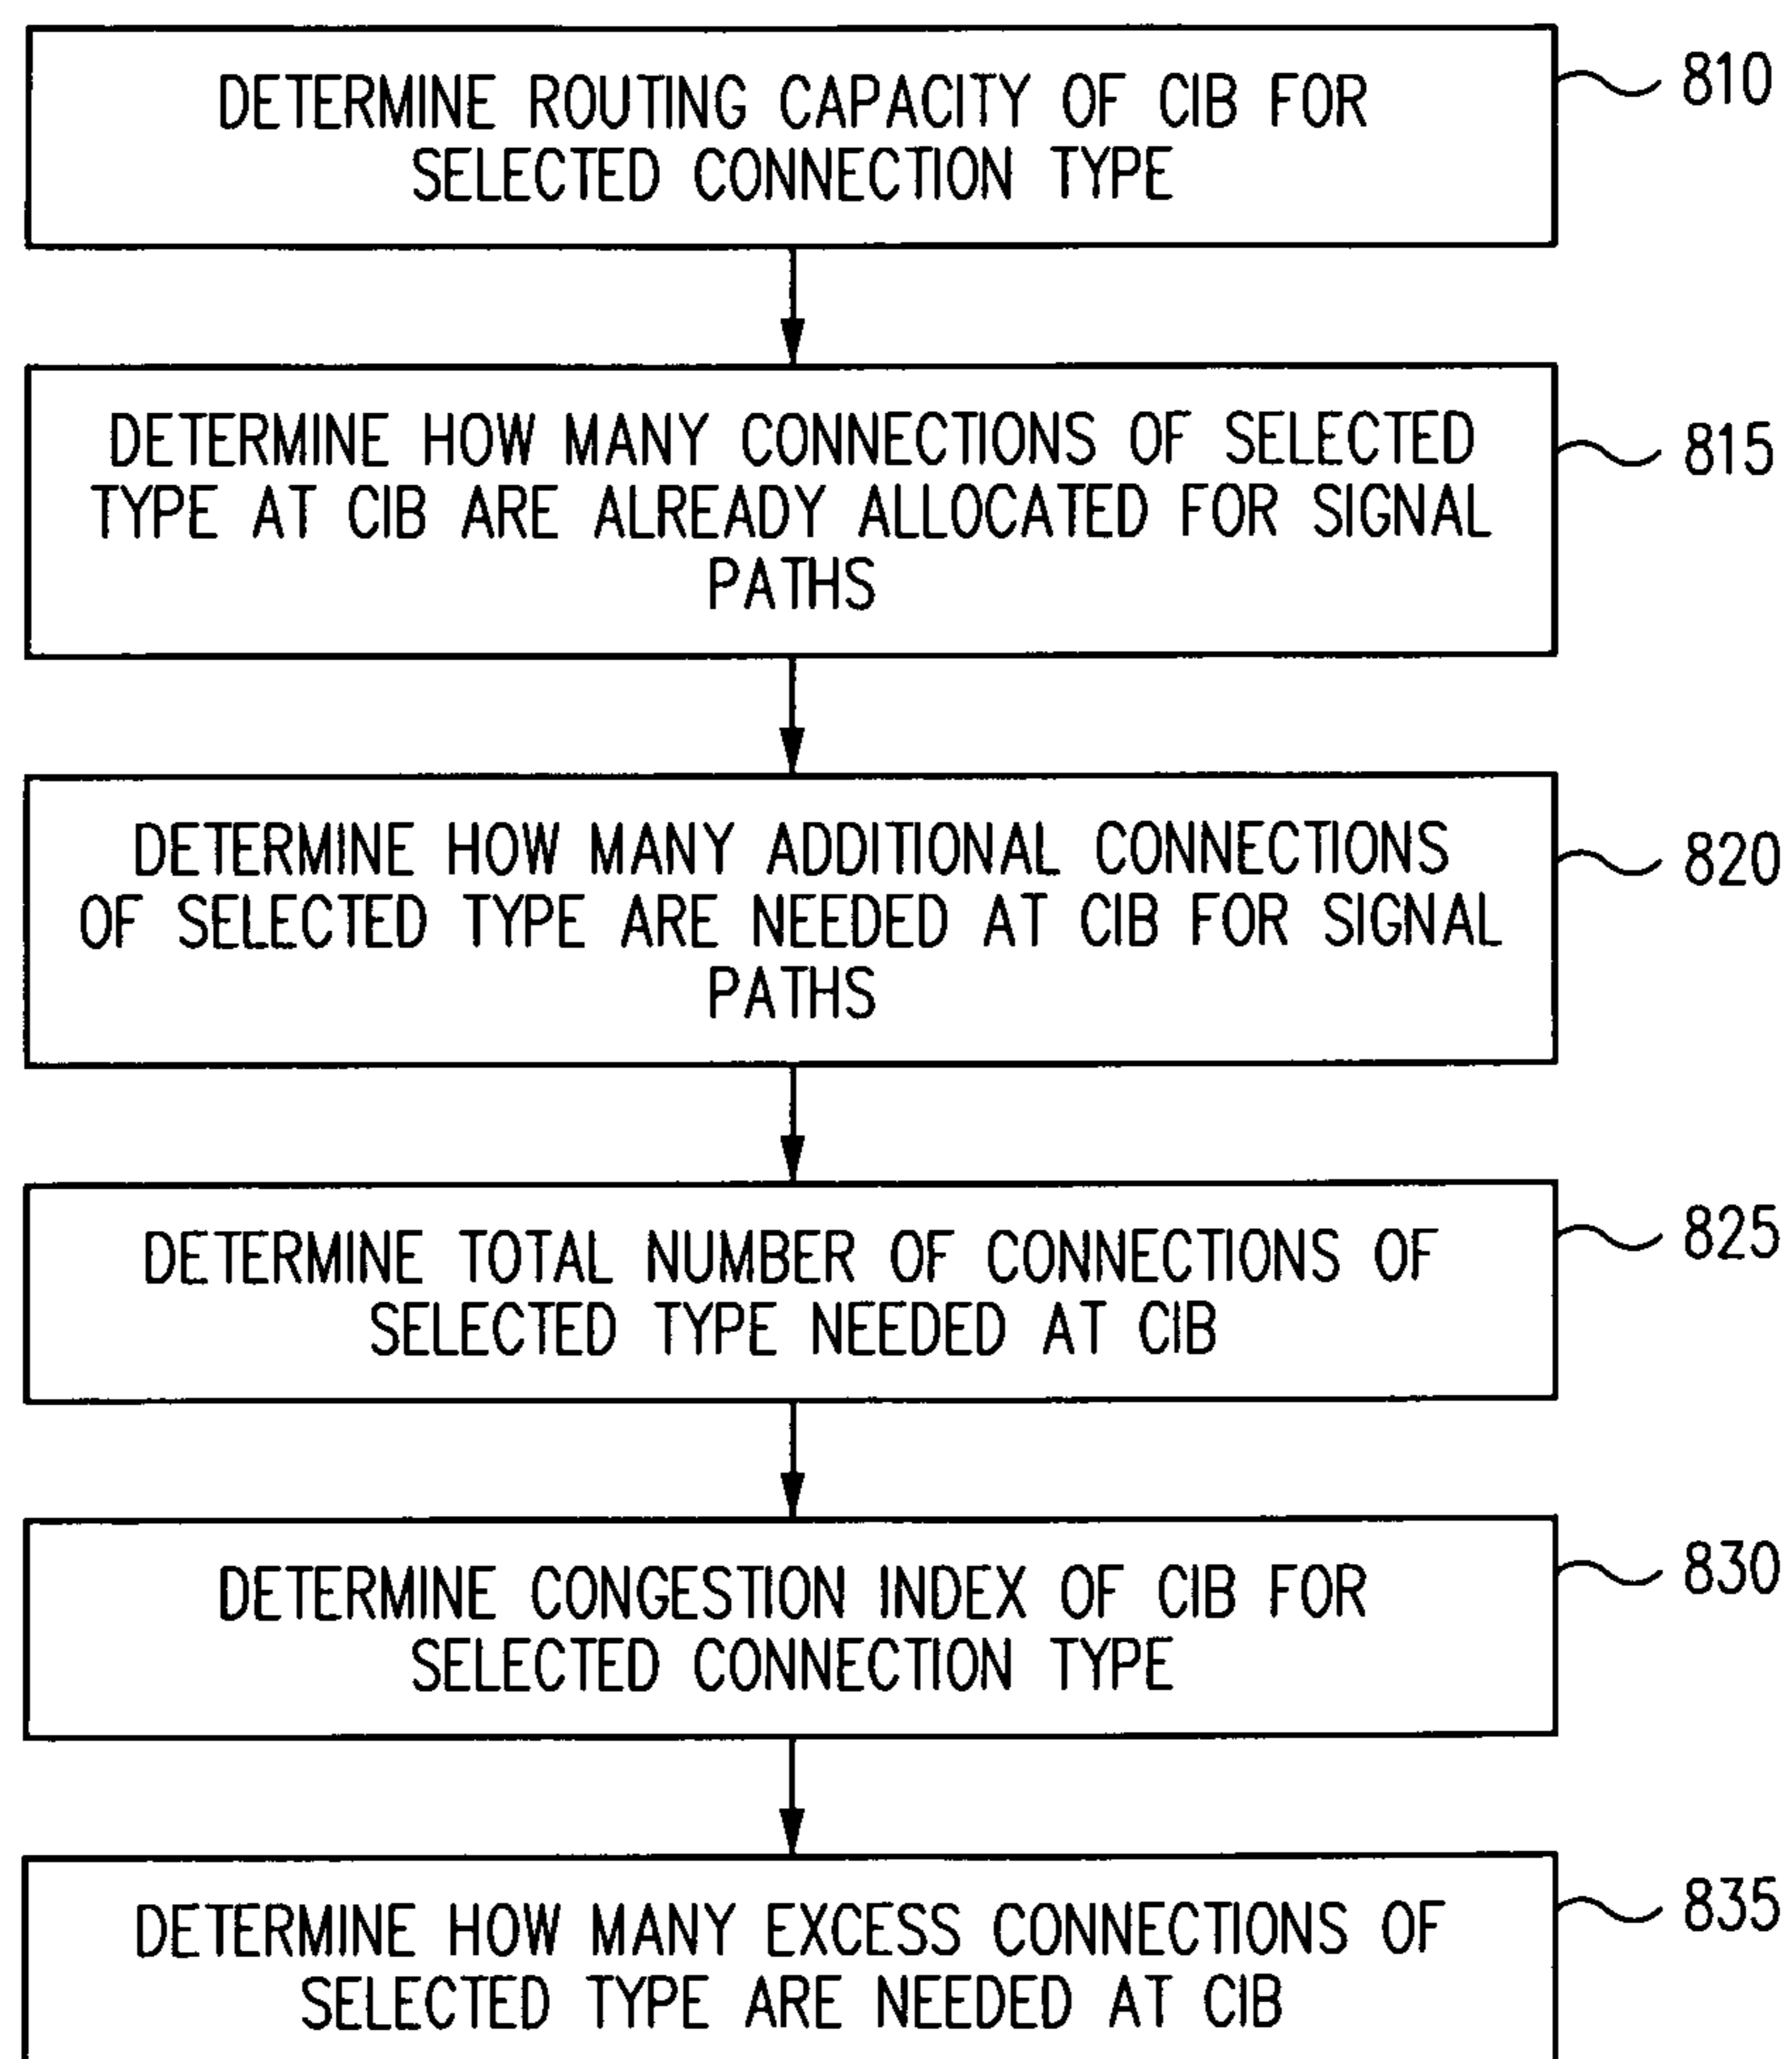 DETERMINE ROUTING CAPACITY OF CIB FOR
SELECTED CONNECTION TYPE
810
DETERMINE HOW MANY CONNECTIONS OF SELECTED
TYPE AT CIB ARE ALREADY ALLOCATED FOR SIGNAL
PATHS
815
DETERMINE HOW MANY ADDITIONAL CONNECTIONS
OF SELECTED TYPE ARE NEEDED AT CIB FOR SIGNAL
PATHS
820
DETERMINE TOTAL NUMBER OF CONNECTIONS OF
SELECTED TYPE NEEDED AT CIB
825
DETERMINE CONGESTION INDEX OF CIB FOR
SELECTED CONNECTION TYPE
830
DETERMINE HOW MANY EXCESS CONNECTIONS OF
SELECTED TYPE ARE NEEDED AT CIB
835